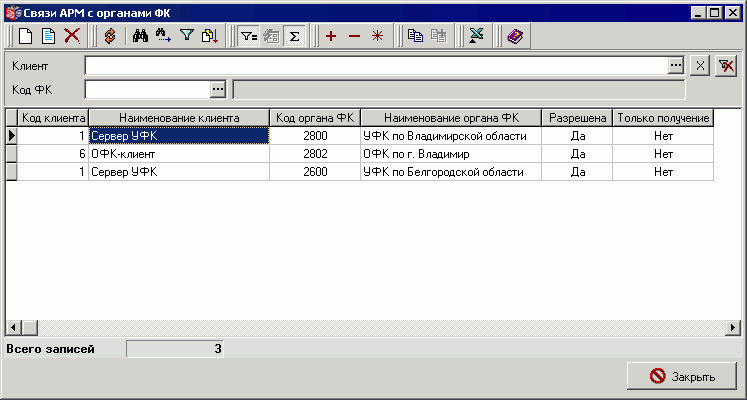 Связи АРМ с органами ФК
Клиент
Код ФК
Код клиента Наименование клиента Код органа ФК Наименование органа ФК Разрешена Только получение
1 Сервер УФК 2800 УФК по Владимирской области Да Нет
6 ОФК-клиент 2802 ОФК по г. Владимир Да Нет
1 Сервер УФК 2600 УФК по Белгородской области Да Нет
Всего записей 3
Закрыть